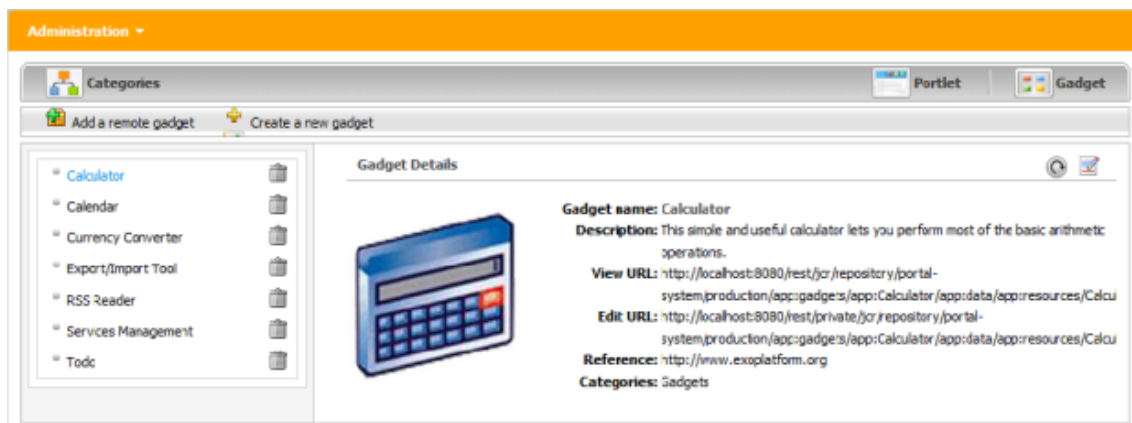 Administration
Categories
Portlet
Gadget
Add a remote gadget
Create a new gadget
Calculator
Calendar
Currency Converter
Export/Import Tool
RSS Reader
Services Management
Todo
Gadget Details
Gadget name: Calculator
Description: This simple and useful calculator lets you perform most of the basic arithmetic
operations.
View URL: http://localhost:8080/rest/jcr/repository/portal-
system/production/app:gadgets/app:Calculator/app:data/app:resources/Calcu
Edit URL: http://localhost:8080/rest/private/jcr/repository/portal-
system/production/app:gadgets/app:Calculator/app:data/app:resources/Calcu
Reference: http://www.exoplatform.org
Categories: Gadgets